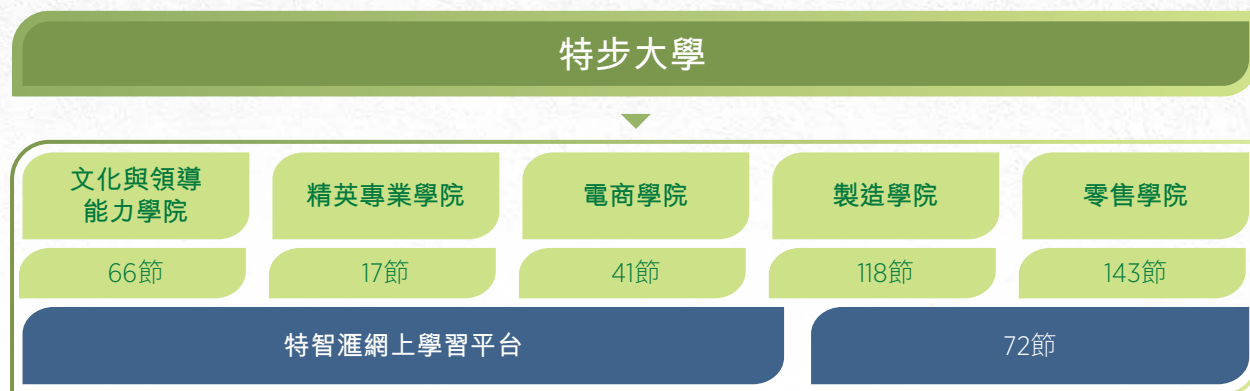 特步大學
文化與領導
能力學院
精英專業學院
電商學院
製造學院
零售學院
66節
17節
41節
118節
143節
特智滙網上學習平台
72節